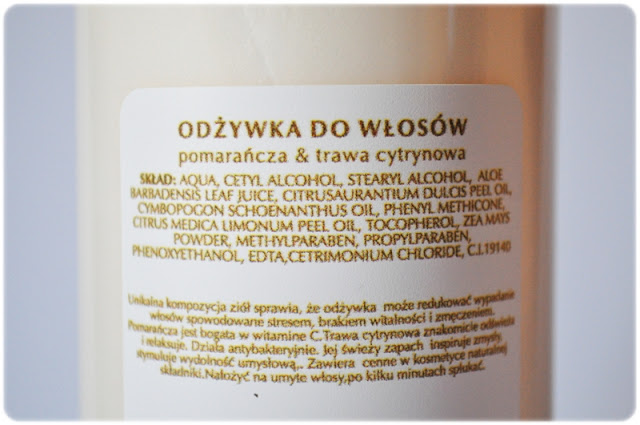 ODŻYWKA DO WŁOSÓW
pomarańcza & trawa cytrynowa
SKŁAD: AQUA, CETYL ALCOHOL, STEARYL ALCOHOL, ALOE
BARBADENSIS LEAF JUICE, CITRUSAURANTIUM DULCIS PEEL OIL,
CYMBOPOGON SCHOENANTHUS OIL, PHENYL METHICONE,
CITRUS MEDICA LIMONUM PEEL OIL, TOCOPHEROL, ZEA MAYS
POWDER, METHYLPARABEN, PROPYLPARABEN,
PHENOXYETHANOL, EDTA,CETRIMONIUM CHLORIDE, C.I.19140
Unikalna kompozycja ziół sprawia, że odżywka może redukować wypadanie
włosów spowodowane stresem, brakiem witalności i zmęczeniem.
Pomarańcza jest bogata w witamine C.Trawa cytrynowa znakomicie odświeża
i relaksuje. Działa antybakteryjnie. Jej świeży zapach inspiruje zmysły,
stymuluje wydolność umysłową,. Zawiera cenne w kosmetyce naturalnej
składniki.Nałożyć na umyte włosy,po kilku minutach spłukać.